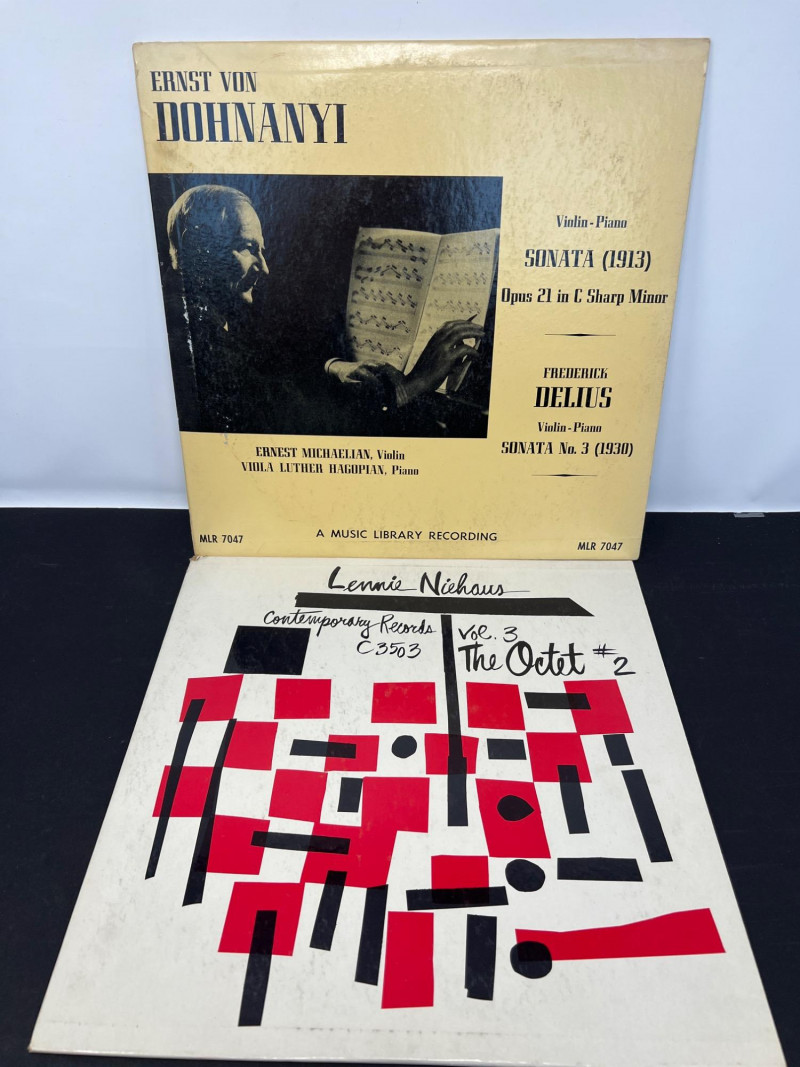 ERNST VON
DOHNANYI
Violin-Piano
SONATA (1913)
Opus 21 in C Sharp Minor
FREDERICK
DELIUS
Violin-Piano
SONATA No. 3 (1930)
ERNEST MICHAELIAN, Violin
VIOLA LUTHER HAGOPIAN, Piano
MLR 7047
A MUSIC LIBRARY RECORDING
MLR 7047
Lennie Niehaus
Contemporary Records
C3503
Vol. 3
The Octet #2